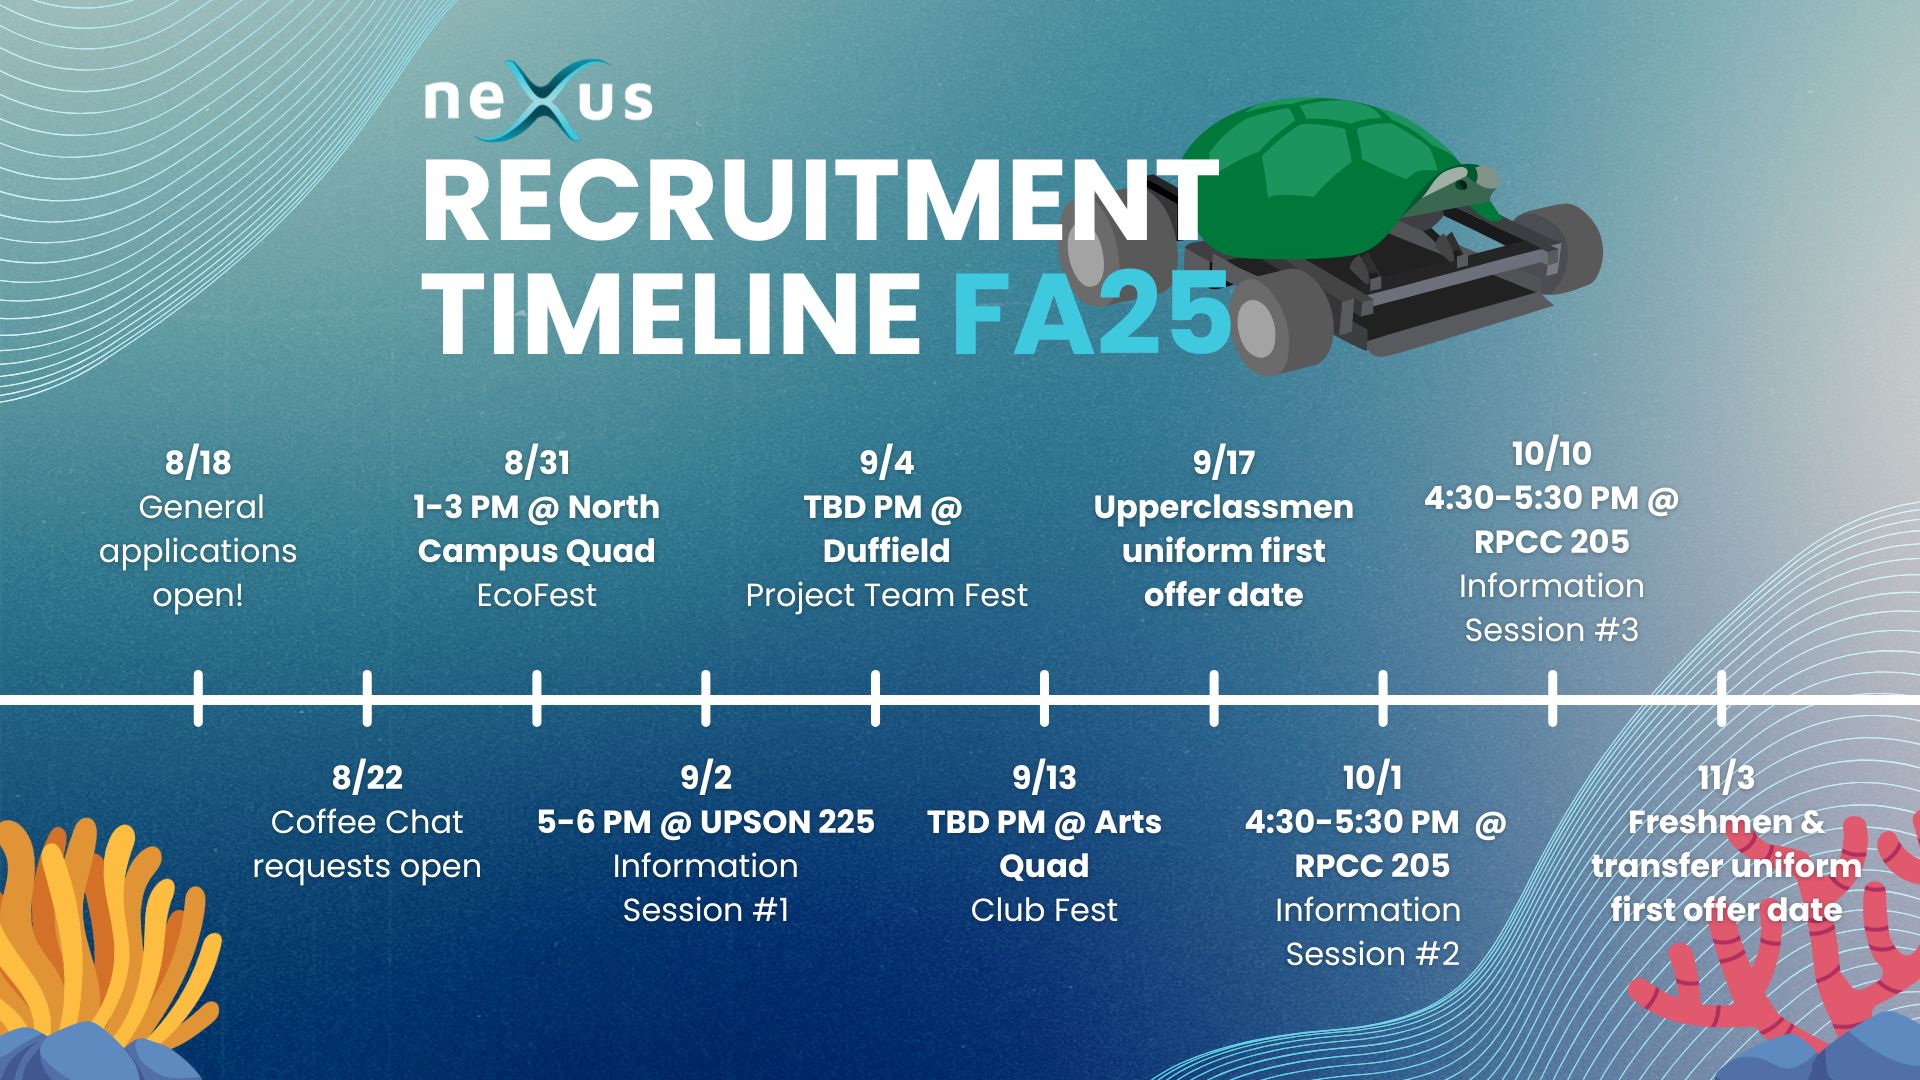 neXus
RECRUITMENT
TIMELINE FA25
8/18
General
applications
open!
8/22
Coffee Chat
requests open
8/31
1-3 PM @ North
Campus Quad
EcoFest
9/2
5-6 PM @ UPSON 225
Information
Session #1
9/4
TBD PM @
Duffield
Project Team Fest
9/13
TBD PM @ Arts
Quad
Club Fest
9/17
Upperclassmen
uniform first
offer date
10/1
4:30-5:30 PM @
RPCC 205
Information
Session #2
10/10
4:30-5:30 PM @
RPCC 205
Information
Session #3
11/3
Freshmen &
transfer uniform
first offer date